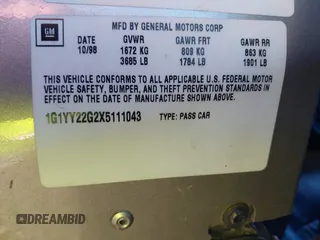 GM
MFD BY GENERAL MOTORS CORP
DATE GVWR GAWR FRT GAWR RR
10/98 1672 KG 809 KG 863 KG
3685 LB 1784 LB 1901 LB
THIS VEHICLE CONFORMS TO ALL APPLICABLE U.S. FEDERAL MOTOR
VEHICLE SAFETY, BUMPER, AND THEFT PREVENTION STANDARDS IN
EFFECT ON THE DATE OF MANUFACTURE SHOWN ABOVE.
1G1YY22G2X5111043 TYPE: PASS CAR
DREAMBID